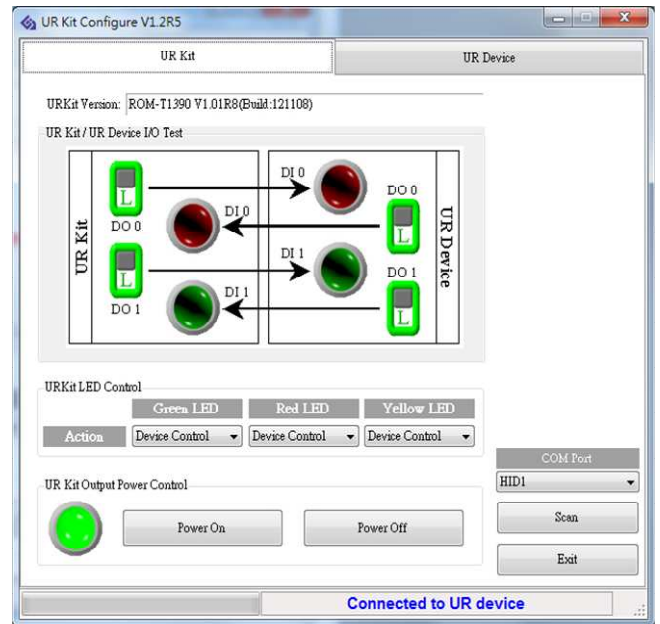 UR Kit Configure V1.2R5
UR Kit
UR Device
URKit Version: ROM-T1390 V1.01R8(Build:121108)
UR Kit / UR Device I/O Test
UR Kit
L
DO 0
DI 0
DI 0
DO 0
L
L
DO 1
DI 1
DI 1
DO 1
L
UR Device
URKit LED Control
Green LED Red LED Yellow LED
Action Device Control Device Control Device Control
COM Port
HID1
UR Kit Output Power Control
Power On Power Off
Scan
Exit
Connected to UR device